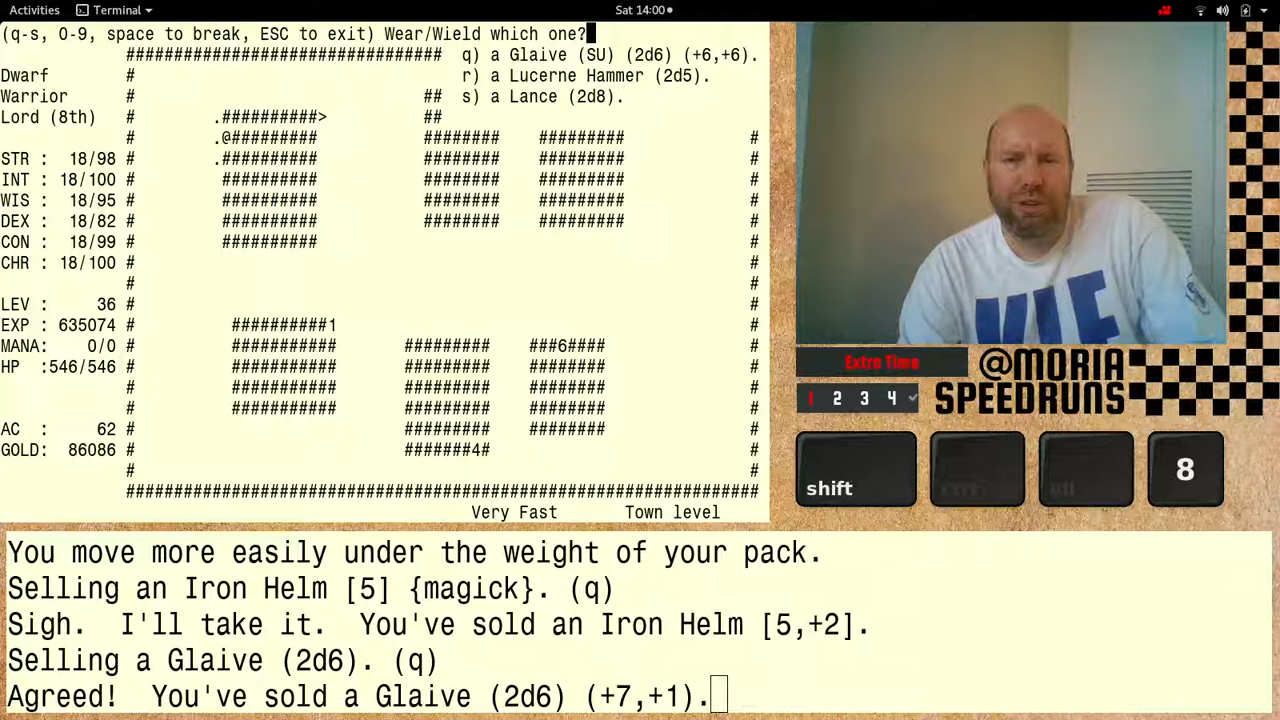 Activities Terminal Sat 14:00
(q-s, 0-9, space to break, ESC to exit) Wear/Wield which one?
################################# q) a Glaive (SU) (2d6) (+6,+6).
Dwarf # r) a Lucerne Hammer (2d5).
Warrior # ## s) a Lance (2d8).
Lord (8th) # .##########> ##
# .@######### ######## ######### #
STR : 18/98 # .########## ######## ######### #
INT : 18/100 # ########## ######## ######### #
WIS : 18/95 # ########## ######## ######### #
DEX : 18/82 # ########## ######## ######### #
CON : 18/99 # ########## #
CHR : 18/100 # #
# #
LEV : 36 # #
EXP : 635074 # ##########1 #
MANA: 0/0 # ########### ######### ###6#### #
HP :546/546 # ########### ######### ######## #
# ########### ######### ######## #
# ########### ######### ######## #
AC : 62 # ######### ######## #
GOLD: 86086 # #######4# #
# #
##################################################################
Very Fast Town level
VIE
Extra Time
1 2 3 4
@MORIA
SPEEDRUNS
shift
8
You move more easily under the weight of your pack.
Selling an Iron Helm [5] {magick}. (q)
Sigh. I'll take it. You've sold an Iron Helm [5,+2].
Selling a Glaive (2d6). (q)
Agreed! You've sold a Glaive (2d6) (+7,+1).